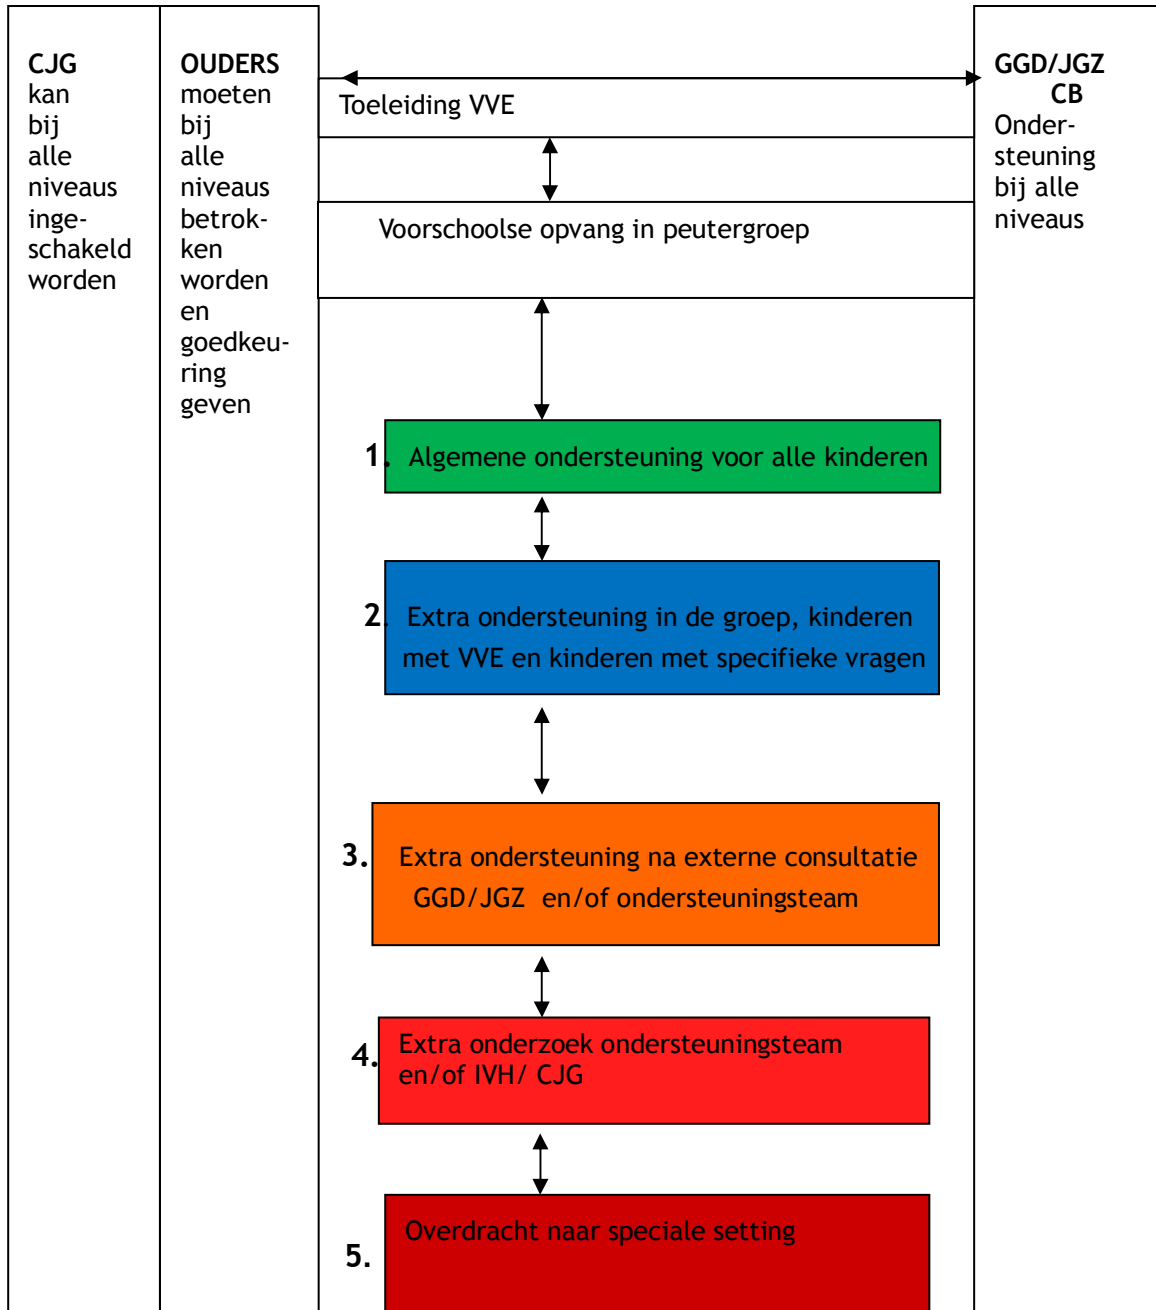 CJG
kan
bij
alle
niveaus
inge-
schakeld
worden
OUDERS
moeten
bij
alle
niveaus
betrok-
ken
worden
en
goedkeu-
ring
geven
Toeleiding VVE
Voorschoolse opvang in peutergroep
GGD/JGZ
CB
Onder-
steuning
bij alle
niveaus
1. Algemene ondersteuning voor alle kinderen
2. Extra ondersteuning in de groep, kinderen
met VVE en kinderen met specifieke vragen
3. Extra ondersteuning na externe consultatie
GGD/JGZ en/of ondersteuningsteam
4. Extra onderzoek ondersteuningsteam
en/of IVH/ CJG
5. Overdracht naar speciale setting